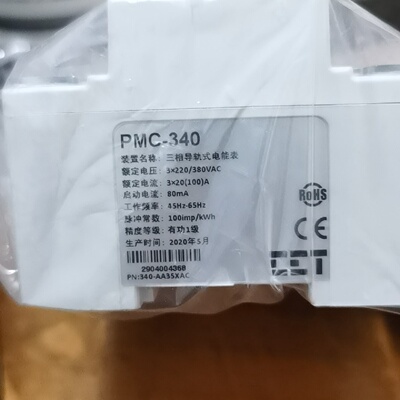 PMC-340
装置名称: 三相导轨式电能表
额定电压: 3×220/380VAC
额定电流: 3×20(100)A
启动电流: 80mA
工作频率: 45Hz-65Hz
脉冲常数: 100imp/kWh
精度等级: 有功1级
生产时间: 2020年5月
RoHS
CE
CET
2904004368
PN:340-AA35XAC